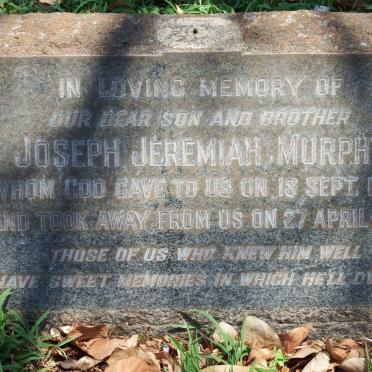 IN LOVING MEMORY OF
OUR DEAR SON AND BROTHER
JOSEPH JEREMIAH MURPH
WHOM GOD GAVE TO US ON 18 SEPT.
AND TOOK AWAY FROM US ON 27 APRIL
THOSE OF US WHO KNEW HIM WELL
HAVE SWEET MEMORIES IN WHICH HE'LL